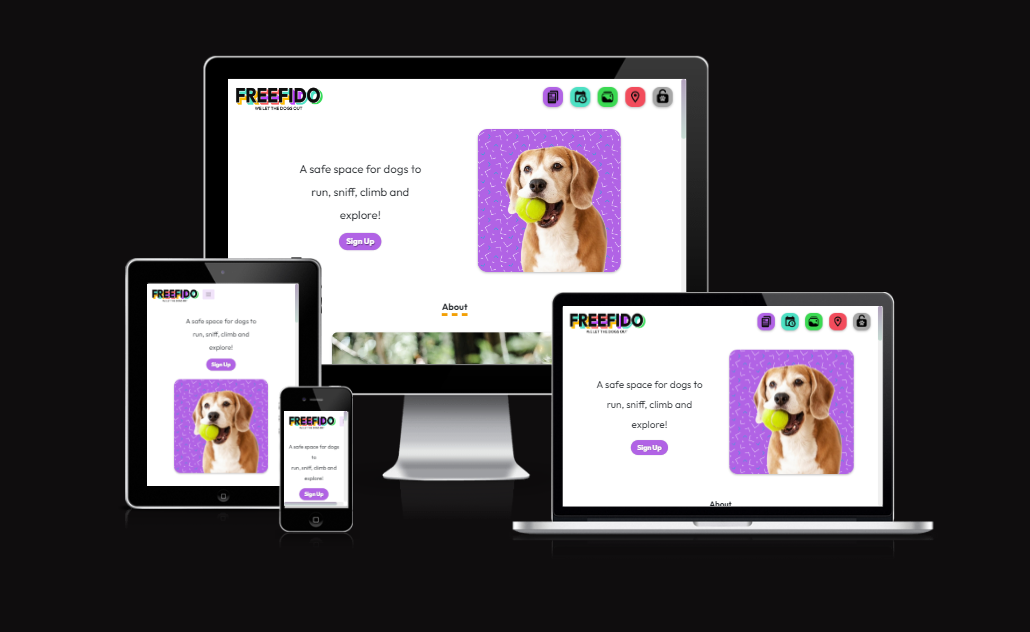 FREEFIDO
WE LET THE DOGS OUT
A safe space for dogs to
run, sniff, climb and
explore!
Sign Up
About
FREEFIDO
A safe space for dogs to
run, sniff, climb and
explore!
Sign Up
FREEFIDO
A safe space for dogs
to
run, sniff, climb and
explore!
Sign Up
FREEFIDO
WE LET THE DOGS OUT
A safe space for dogs to
run, sniff, climb and
explore!
Sign Up
About